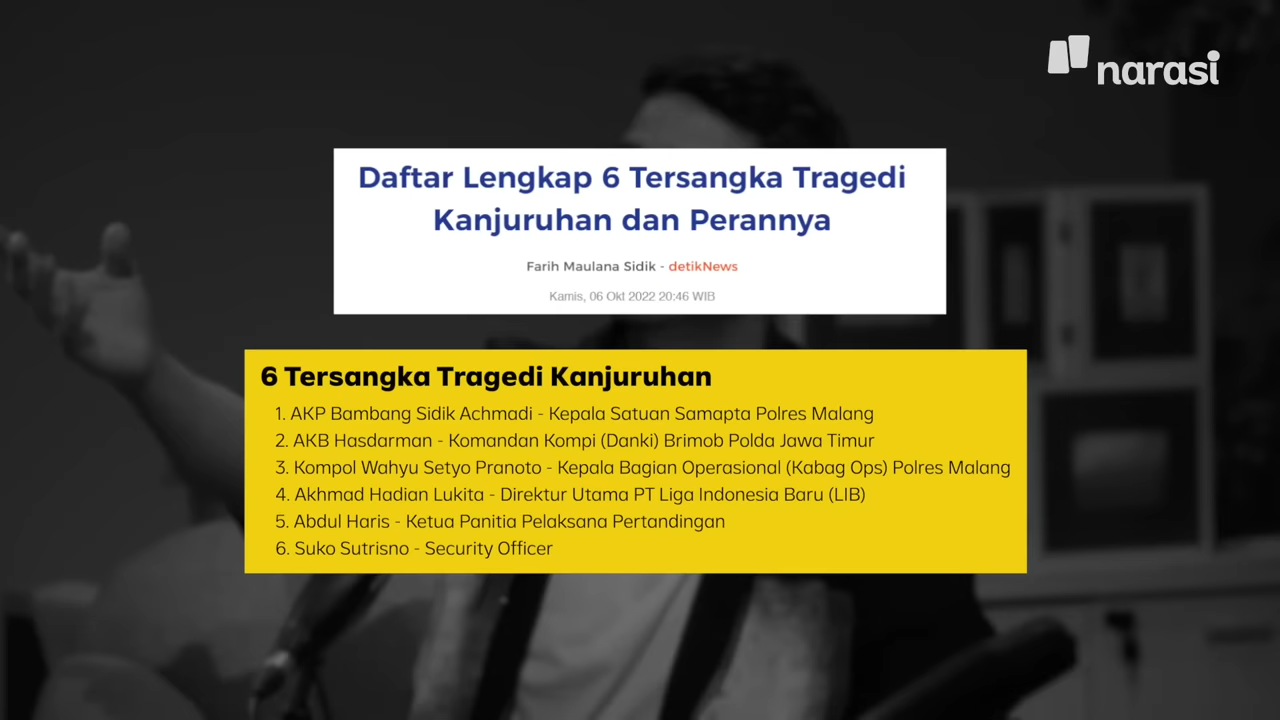 narasi
Daftar Lengkap 6 Tersangka Tragedi
Kanjuruhan dan Perannya
Farih Maulana Sidik - detikNews
Kamis, 06 Okt 2022 20:46 WIB
6 Tersangka Tragedi Kanjuruhan
1. AKP Bambang Sidik Achmadi - Kepala Satuan Samapta Polres Malang
2. AKB Hasdarman - Komandan Kompi (Danki) Brimob Polda Jawa Timur
3. Kompol Wahyu Setyo Pranoto - Kepala Bagian Operasional (Kabag Ops) Polres Malang
4. Akhmad Hadian Lukita - Direktur Utama PT Liga Indonesia Baru (LIB)
5. Abdul Haris - Ketua Panitia Pelaksana Pertandingan
6. Suko Sutrisno - Security Officer